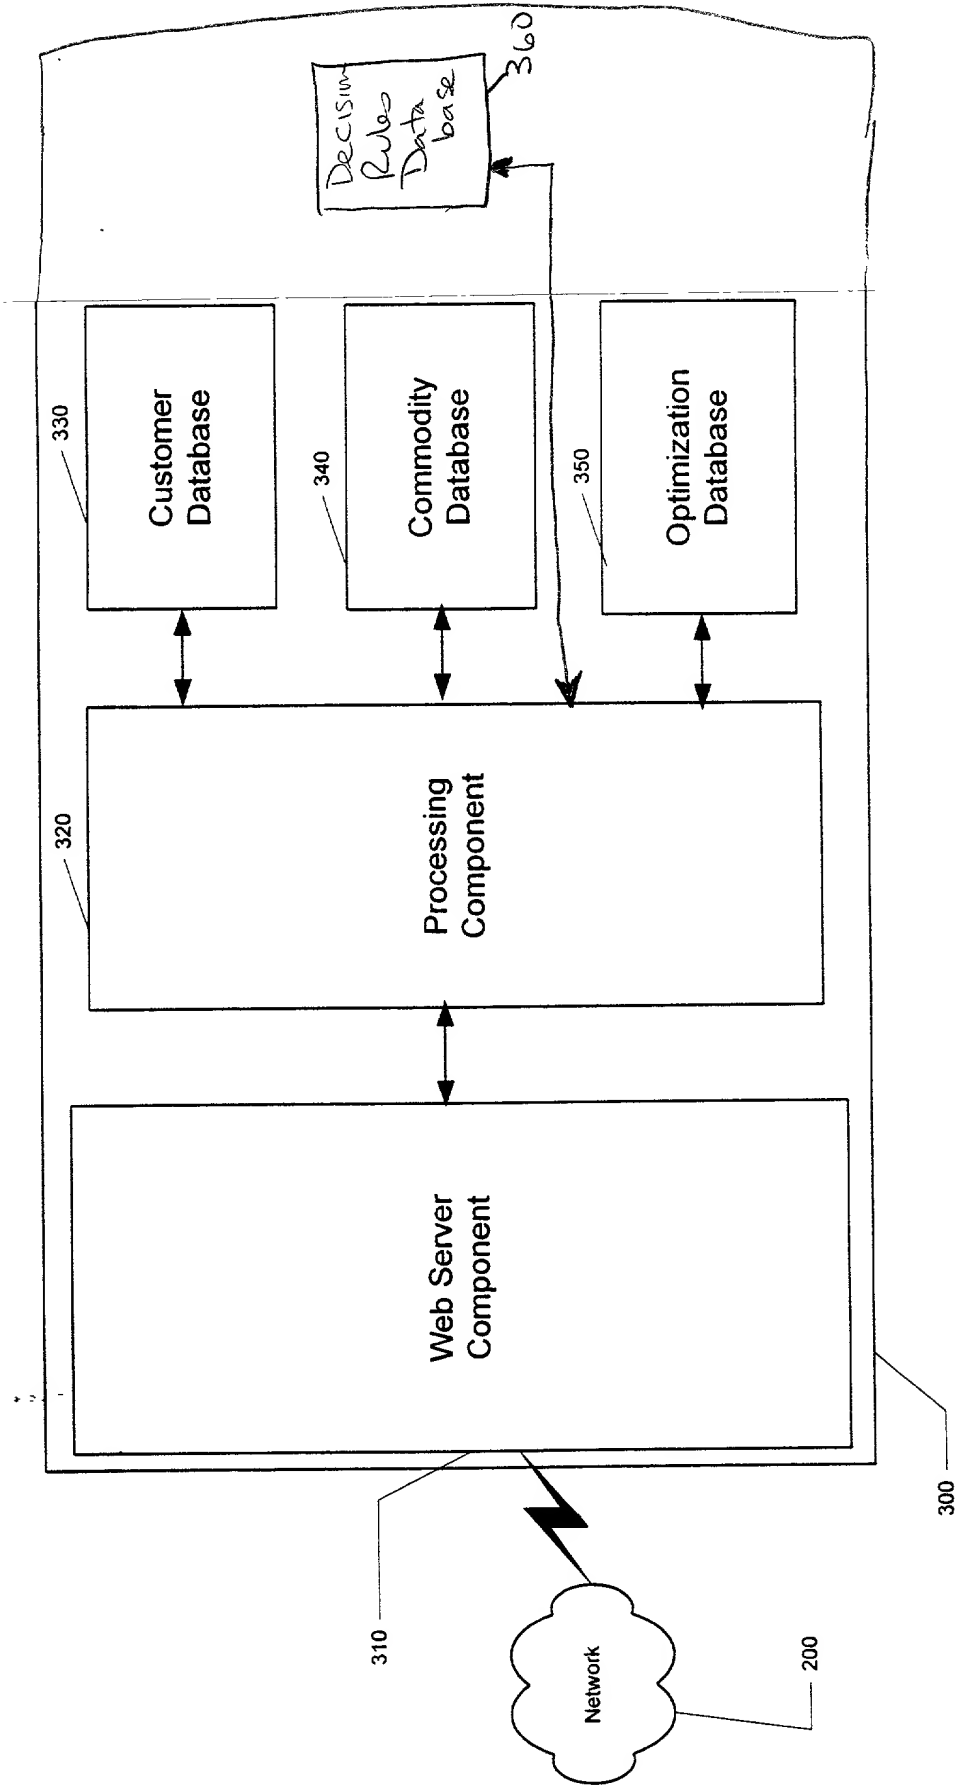 200
Network
310
300
Web Server
Component
320
Processing
Component
330
Customer
Database
340
Commodity
Database
350
Optimization
Database
Decision
Rules
Data
base
360